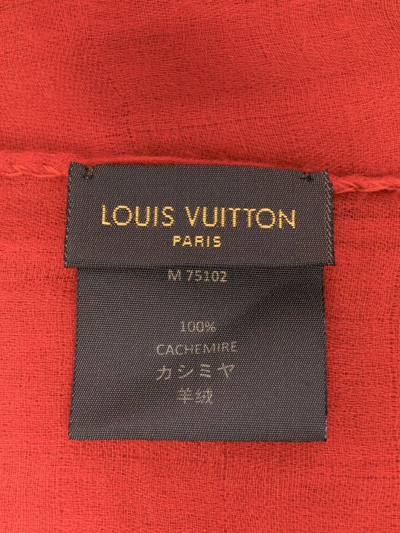 LOUIS VUITTON
PARIS
M 75102
100%
CACHEMIRE
カシミヤ
羊绒